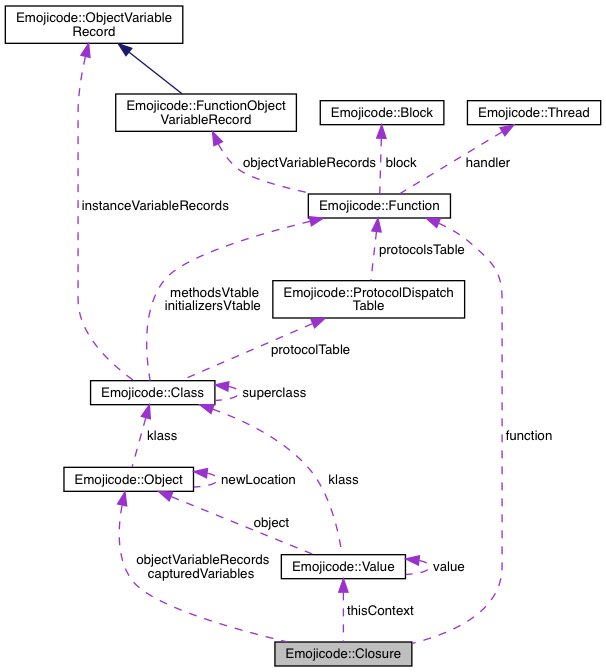 Emojicode::ObjectVariable
Record
Emojicode::FunctionObject
VariableRecord
Emojicode::Block
Emojicode::Thread
objectVariableRecords
block
handler
instanceVariableRecords
Emojicode::Function
protocolsTable
methodsVtable
initializersVtable
Emojicode::ProtocolDispatch
Table
protocolTable
Emojicode::Class
superclass
klass
function
Emojicode::Object
newLocation
klass
object
objectVariableRecords
capturedVariables
Emojicode::Value
value
thisContext
Emojicode::Closure